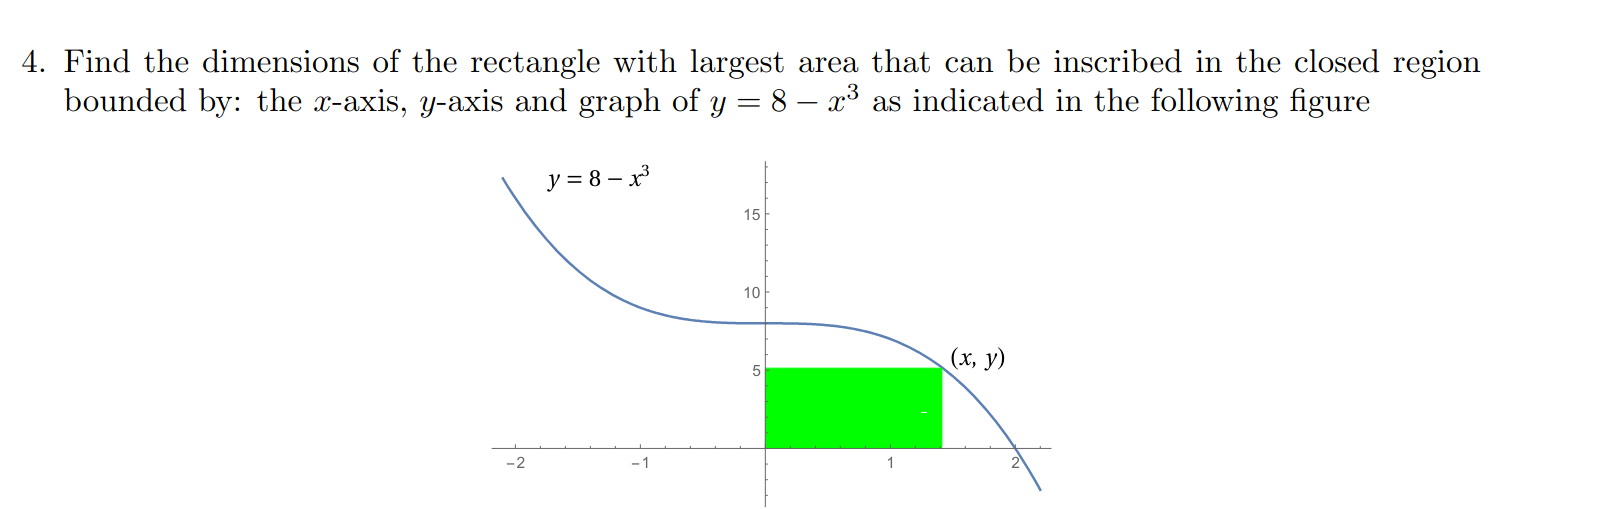 4. Find the dimensions of the rectangle with largest area that can be inscribed in the closed region
bounded by: the x-axis, y-axis and graph of y = 8 − x³ as indicated in the following figure
y = 8 − x³
15
10
(x, y)
5
−2 −1 1 2